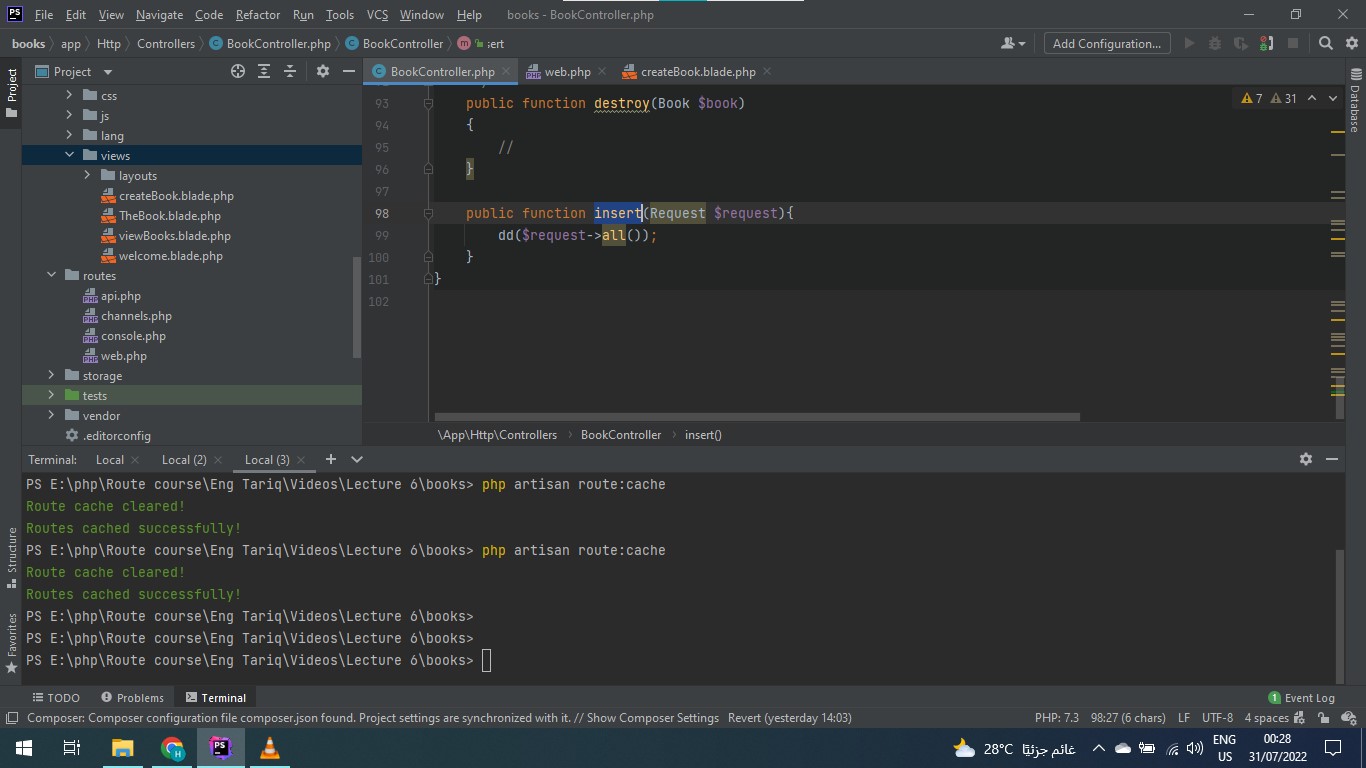 PS File Edit View Navigate Code Refactor Run Tools VCS Window Help books - BookController.php
books app Http Controllers BookController.php BookController m Add Configuration...
Project
Project
BookController.php web.php createBook.blade.php
Database
css
js
lang
views
layouts
createBook.blade.php
TheBook.blade.php
viewBooks.blade.php
welcome.blade.php
routes
api.php
channels.php
console.php
web.php
storage
tests
vendor
.editorconfig
7 31
93 public function destroy(Book $book)
94 {
95 //
96 }
97
98 public function insert(Request $request){
99 dd($request->all());
100 }
101 }
102
\App\Http\Controllers BookController insert()
Terminal: Local Local (2) Local (3)
PS E:\php\Route course\Eng Tariq\Videos\Lecture 6\books> php artisan route:cache
Route cache cleared!
Routes cached successfully!
PS E:\php\Route course\Eng Tariq\Videos\Lecture 6\books> php artisan route:cache
Route cache cleared!
Routes cached successfully!
PS E:\php\Route course\Eng Tariq\Videos\Lecture 6\books>
PS E:\php\Route course\Eng Tariq\Videos\Lecture 6\books>
PS E:\php\Route course\Eng Tariq\Videos\Lecture 6\books>
Structure
Favorites
TODO Problems Terminal 1 Event Log
Composer: Composer configuration file composer.json found. Project settings are synchronized with it. // Show Composer Settings Revert (yesterday 14:03) PHP: 7.3 98:27 (6 chars) LF UTF-8 4 spaces
PS 28°C غائم جزئيًا ENG 00:28
US 31/07/2022